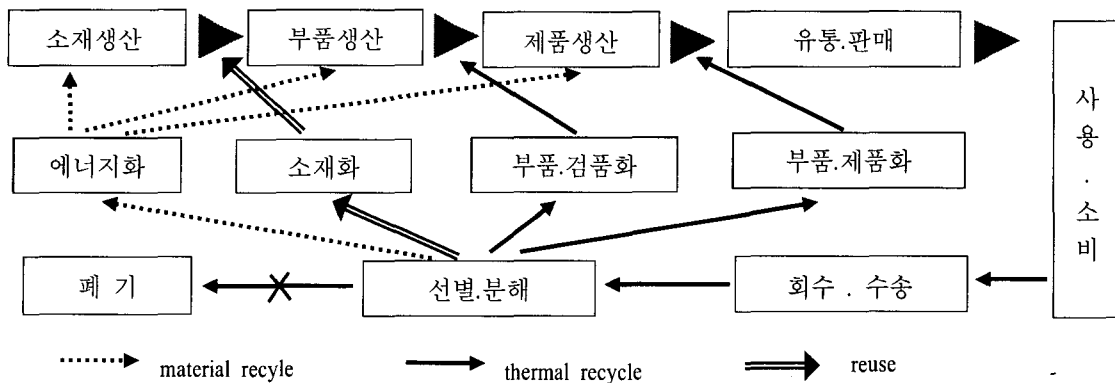 소재생산 부품생산 제품생산 유통.판매
사용.소비
에너지화 소재화 부품.검품화 부품.제품화
폐 기 선별.분해 회수 . 수송
material recyle thermal recycle reuse